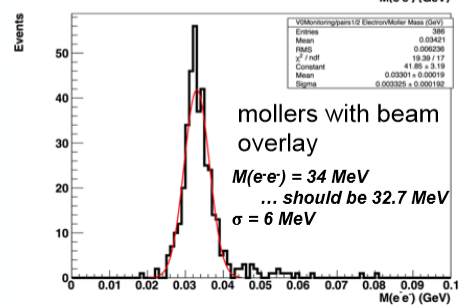 M(e⁻e⁻) (GeV)
Events
V0Monitoring/pairs1/2 Electron/Moller Mass (GeV)
Entries 386
Mean 0.03421
RMS 0.006236
χ² / ndf 19.39 / 17
Constant 41.85 ± 3.19
Mean 0.03301 ± 0.00019
Sigma 0.003325 ± 0.000192
50
40
30
20
10
0
mollers with beam
overlay
M(e-e-) = 34 MeV
... should be 32.7 MeV
σ = 6 MeV
0 0.01 0.02 0.03 0.04 0.05 0.06 0.07 0.08 0.09 0.1
M(e⁻e⁻) (GeV)